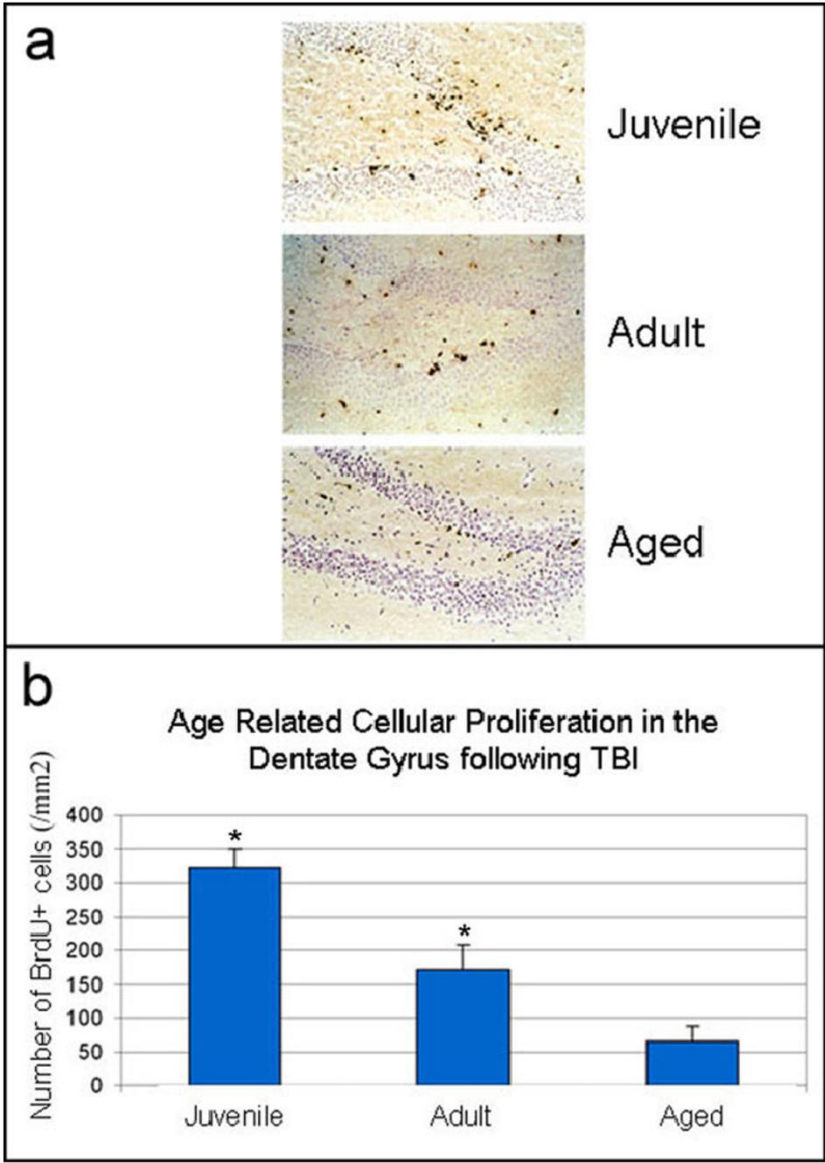 a
Juvenile
Adult
Aged
b
Age Related Cellular Proliferation in the
Dentate Gyrus following TBI
Number of BrdU+ cells (/mm2)
400
350
300
250
200
150
100
50
0
*
*
Juvenile
Adult
Aged